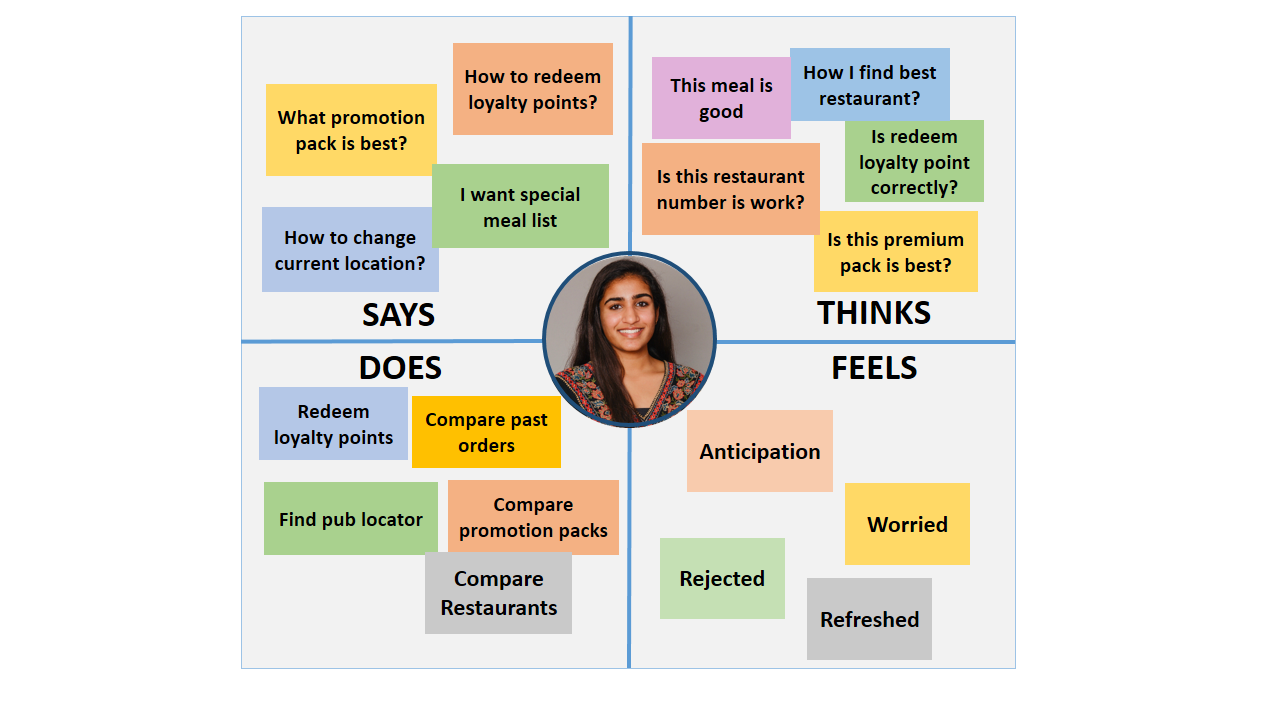 How to redeem
loyalty points?
What promotion
pack is best?
I want special
meal list
How to change
current location?
SAYS
This meal is
good
How I find best
restaurant?
Is redeem
loyalty point
correctly?
Is this restaurant
number is work?
Is this premium
pack is best?
THINKS
DOES
Redeem
loyalty points
Compare past
orders
Find pub locator
Compare
promotion packs
Compare
Restaurants
FEELS
Anticipation
Worried
Rejected
Refreshed